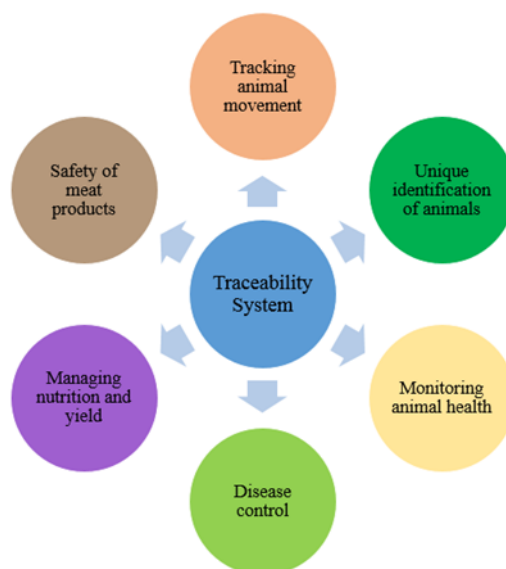 Tracking
animal
movement
Unique
identification
of animals
Monitoring
animal health
Disease
control
Managing
nutrition and
yield
Safety of
meat
products
Traceability
System